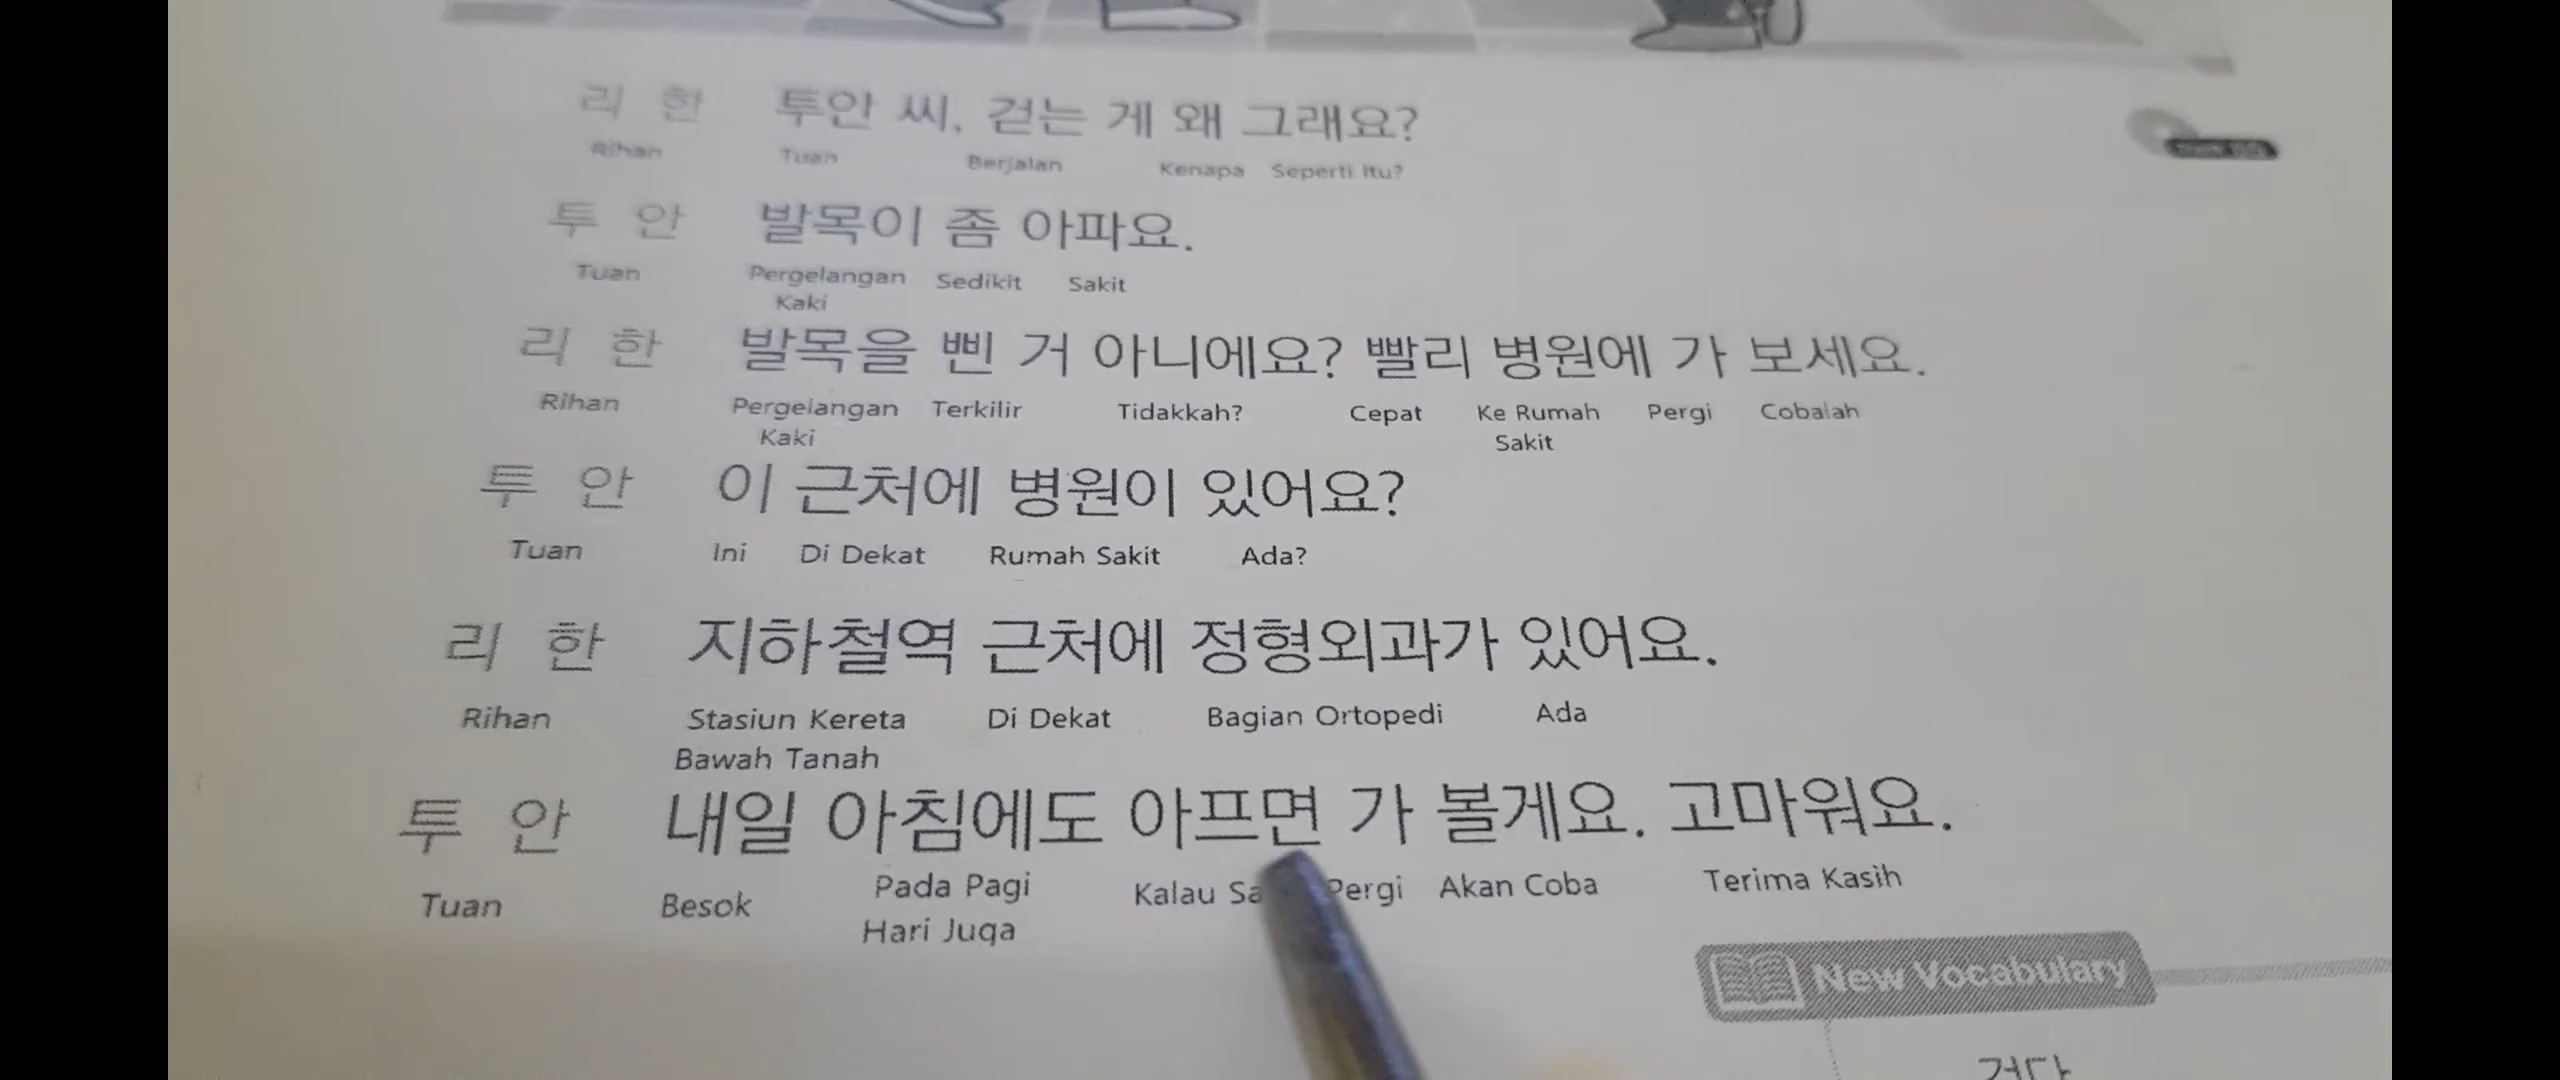 리 한 투안 씨, 걷는 게 왜 그래요?
Rihan Tuan Berjalan Kenapa Seperti Itu?
투 안 발목이 좀 아파요.
Tuan Pergelangan Kaki Sedikit Sakit
리 한 발목을 삔 거 아니에요? 빨리 병원에 가 보세요.
Rihan Pergelangan Kaki Terkilir Tidakkah? Cepat Ke Rumah Sakit Pergi Cobalah
투 안 이 근처에 병원이 있어요?
Tuan Ini Di Dekat Rumah Sakit Ada?
리 한 지하철역 근처에 정형외과가 있어요.
Rihan Stasiun Kereta Bawah Tanah Di Dekat Bagian Ortopedi Ada
투 안 내일 아침에도 아프면 가 볼게요. 고마워요.
Tuan Besok Pada Pagi Hari Juga Kalau Sa Pergi Akan Coba Terima Kasih
New Vocabulary